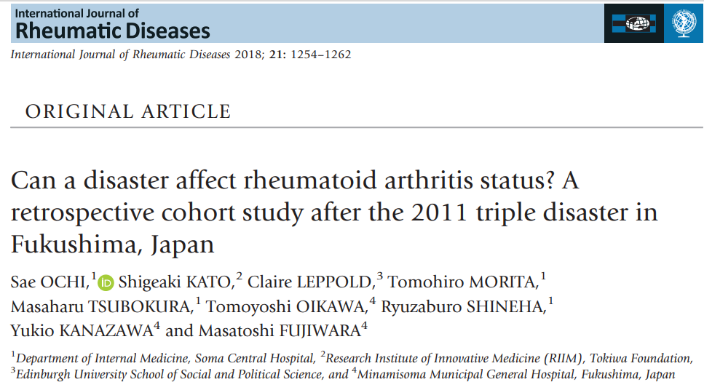 International Journal of
Rheumatic Diseases
International Journal of Rheumatic Diseases 2018; 21: 1254–1262
ORIGINAL ARTICLE
Can a disaster affect rheumatoid arthritis status? A
retrospective cohort study after the 2011 triple disaster in
Fukushima, Japan
Sae OCHI,1 iD Shigeaki KATO,2 Claire LEPPOLD,3 Tomohiro MORITA,1
Masaharu TSUBOKURA,1 Tomoyoshi OIKAWA,4 Ryuzaburo SHINEHA,1
Yukio KANAZAWA4 and Masatoshi FUJIWARA4
1Department of Internal Medicine, Soma Central Hospital, 2Research Institute of Innovative Medicine (RIIM), Tokiwa Foundation,
3Edinburgh University School of Social and Political Science, and 4Minamisoma Municipal General Hospital, Fukushima, Japan